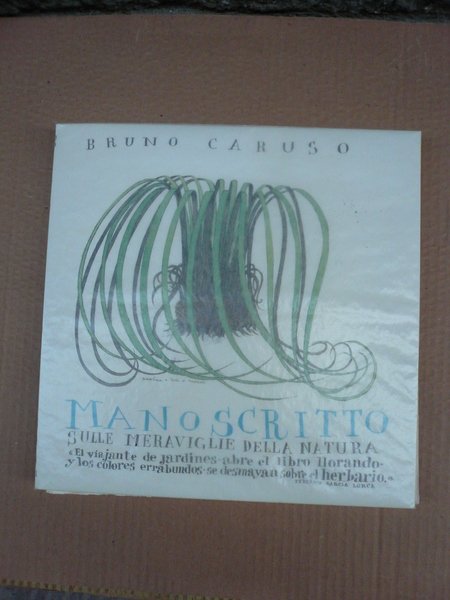 BRUNO CARUSO
MANOSCRITTO
SULLE MERAVIGLIE DELLA NATURA
«El viajante de jardines abre el libro llorando
y los colores errabundos se desmayan sobre el herbario.»
FEDERICO GARCIA LORCA